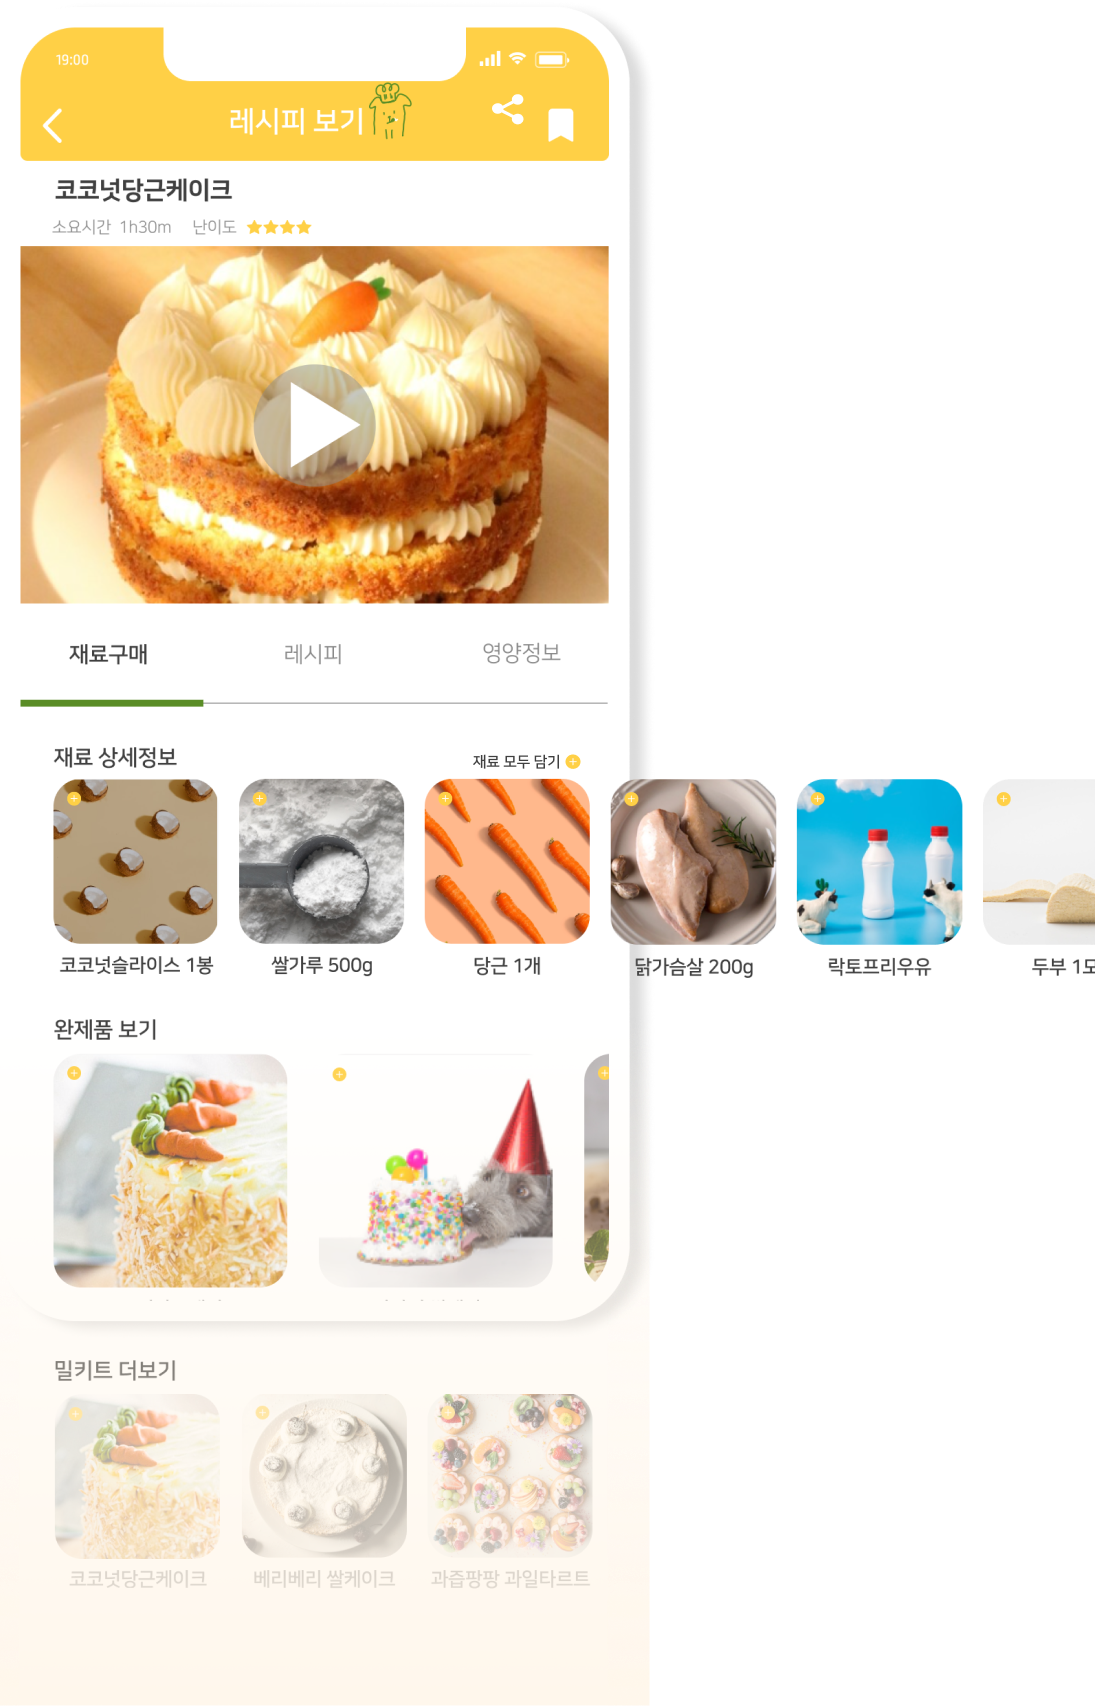 19:00
레시피 보기
코코넛당근케이크
소요시간 1h30m 난이도 ★★★★
재료구매 레시피 영양정보
재료 상세정보 재료 모두 담기
코코넛슬라이스 1봉 쌀가루 500g 당근 1개 닭가슴살 200g 락토프리우유 두부 1모
완제품 보기
밀키트 더보기
코코넛당근케이크 베리베리 쌀케이크 과즙팡팡 과일타르트